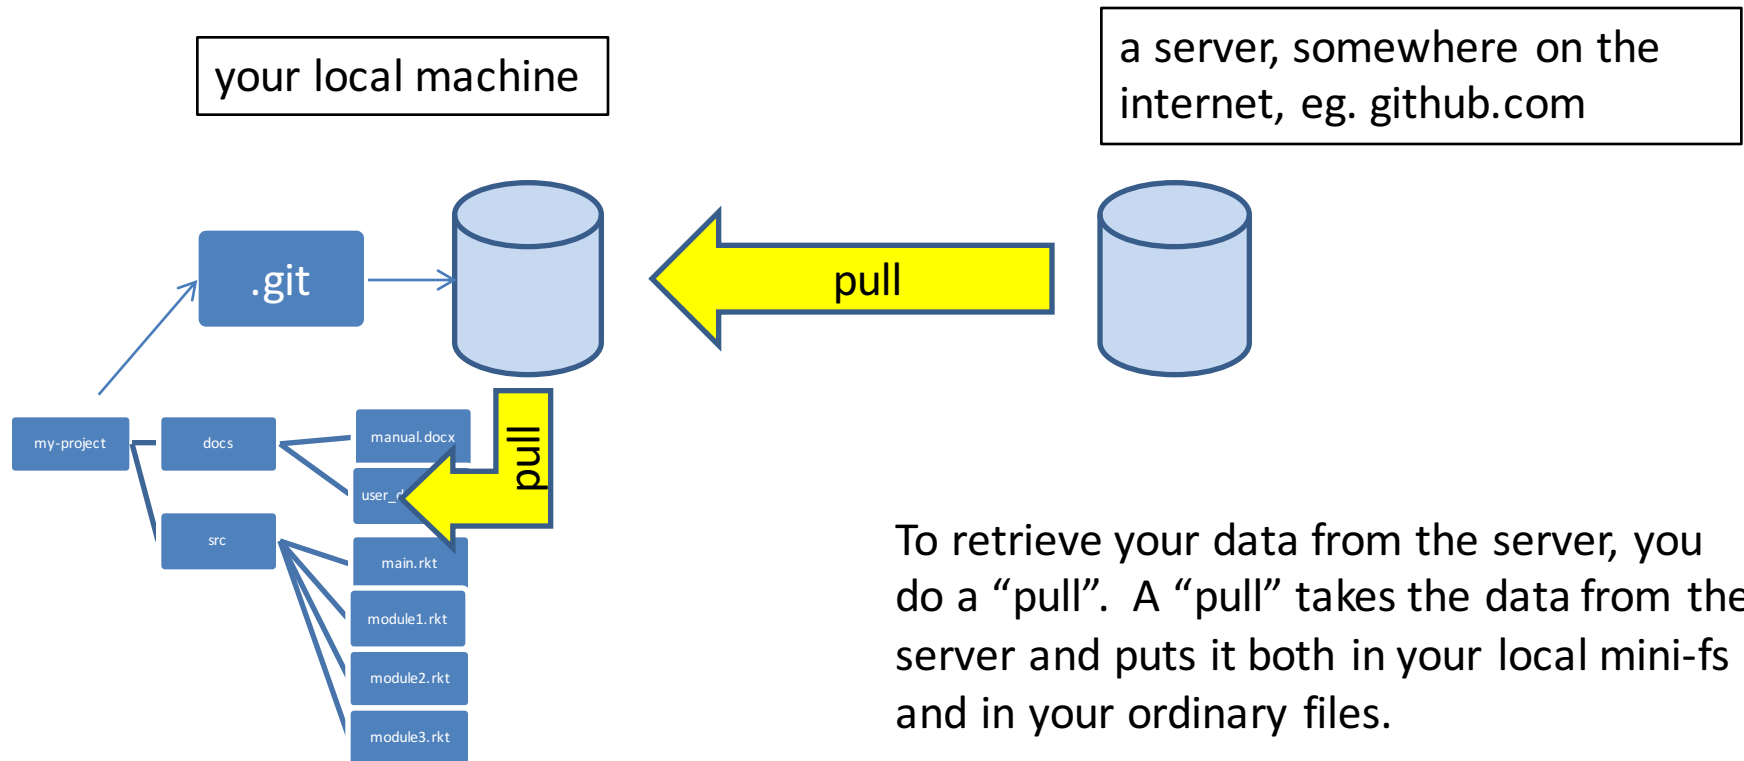 your local machine
a server, somewhere on the
internet, eg. github.com
.git
pull
my-project
docs
manual.docx
pull
src
main.rkt
module1.rkt
module2.rkt
module3.rkt
To retrieve your data from the server, you
do a “pull”. A “pull” takes the data from the
server and puts it both in your local mini-fs
and in your ordinary files.